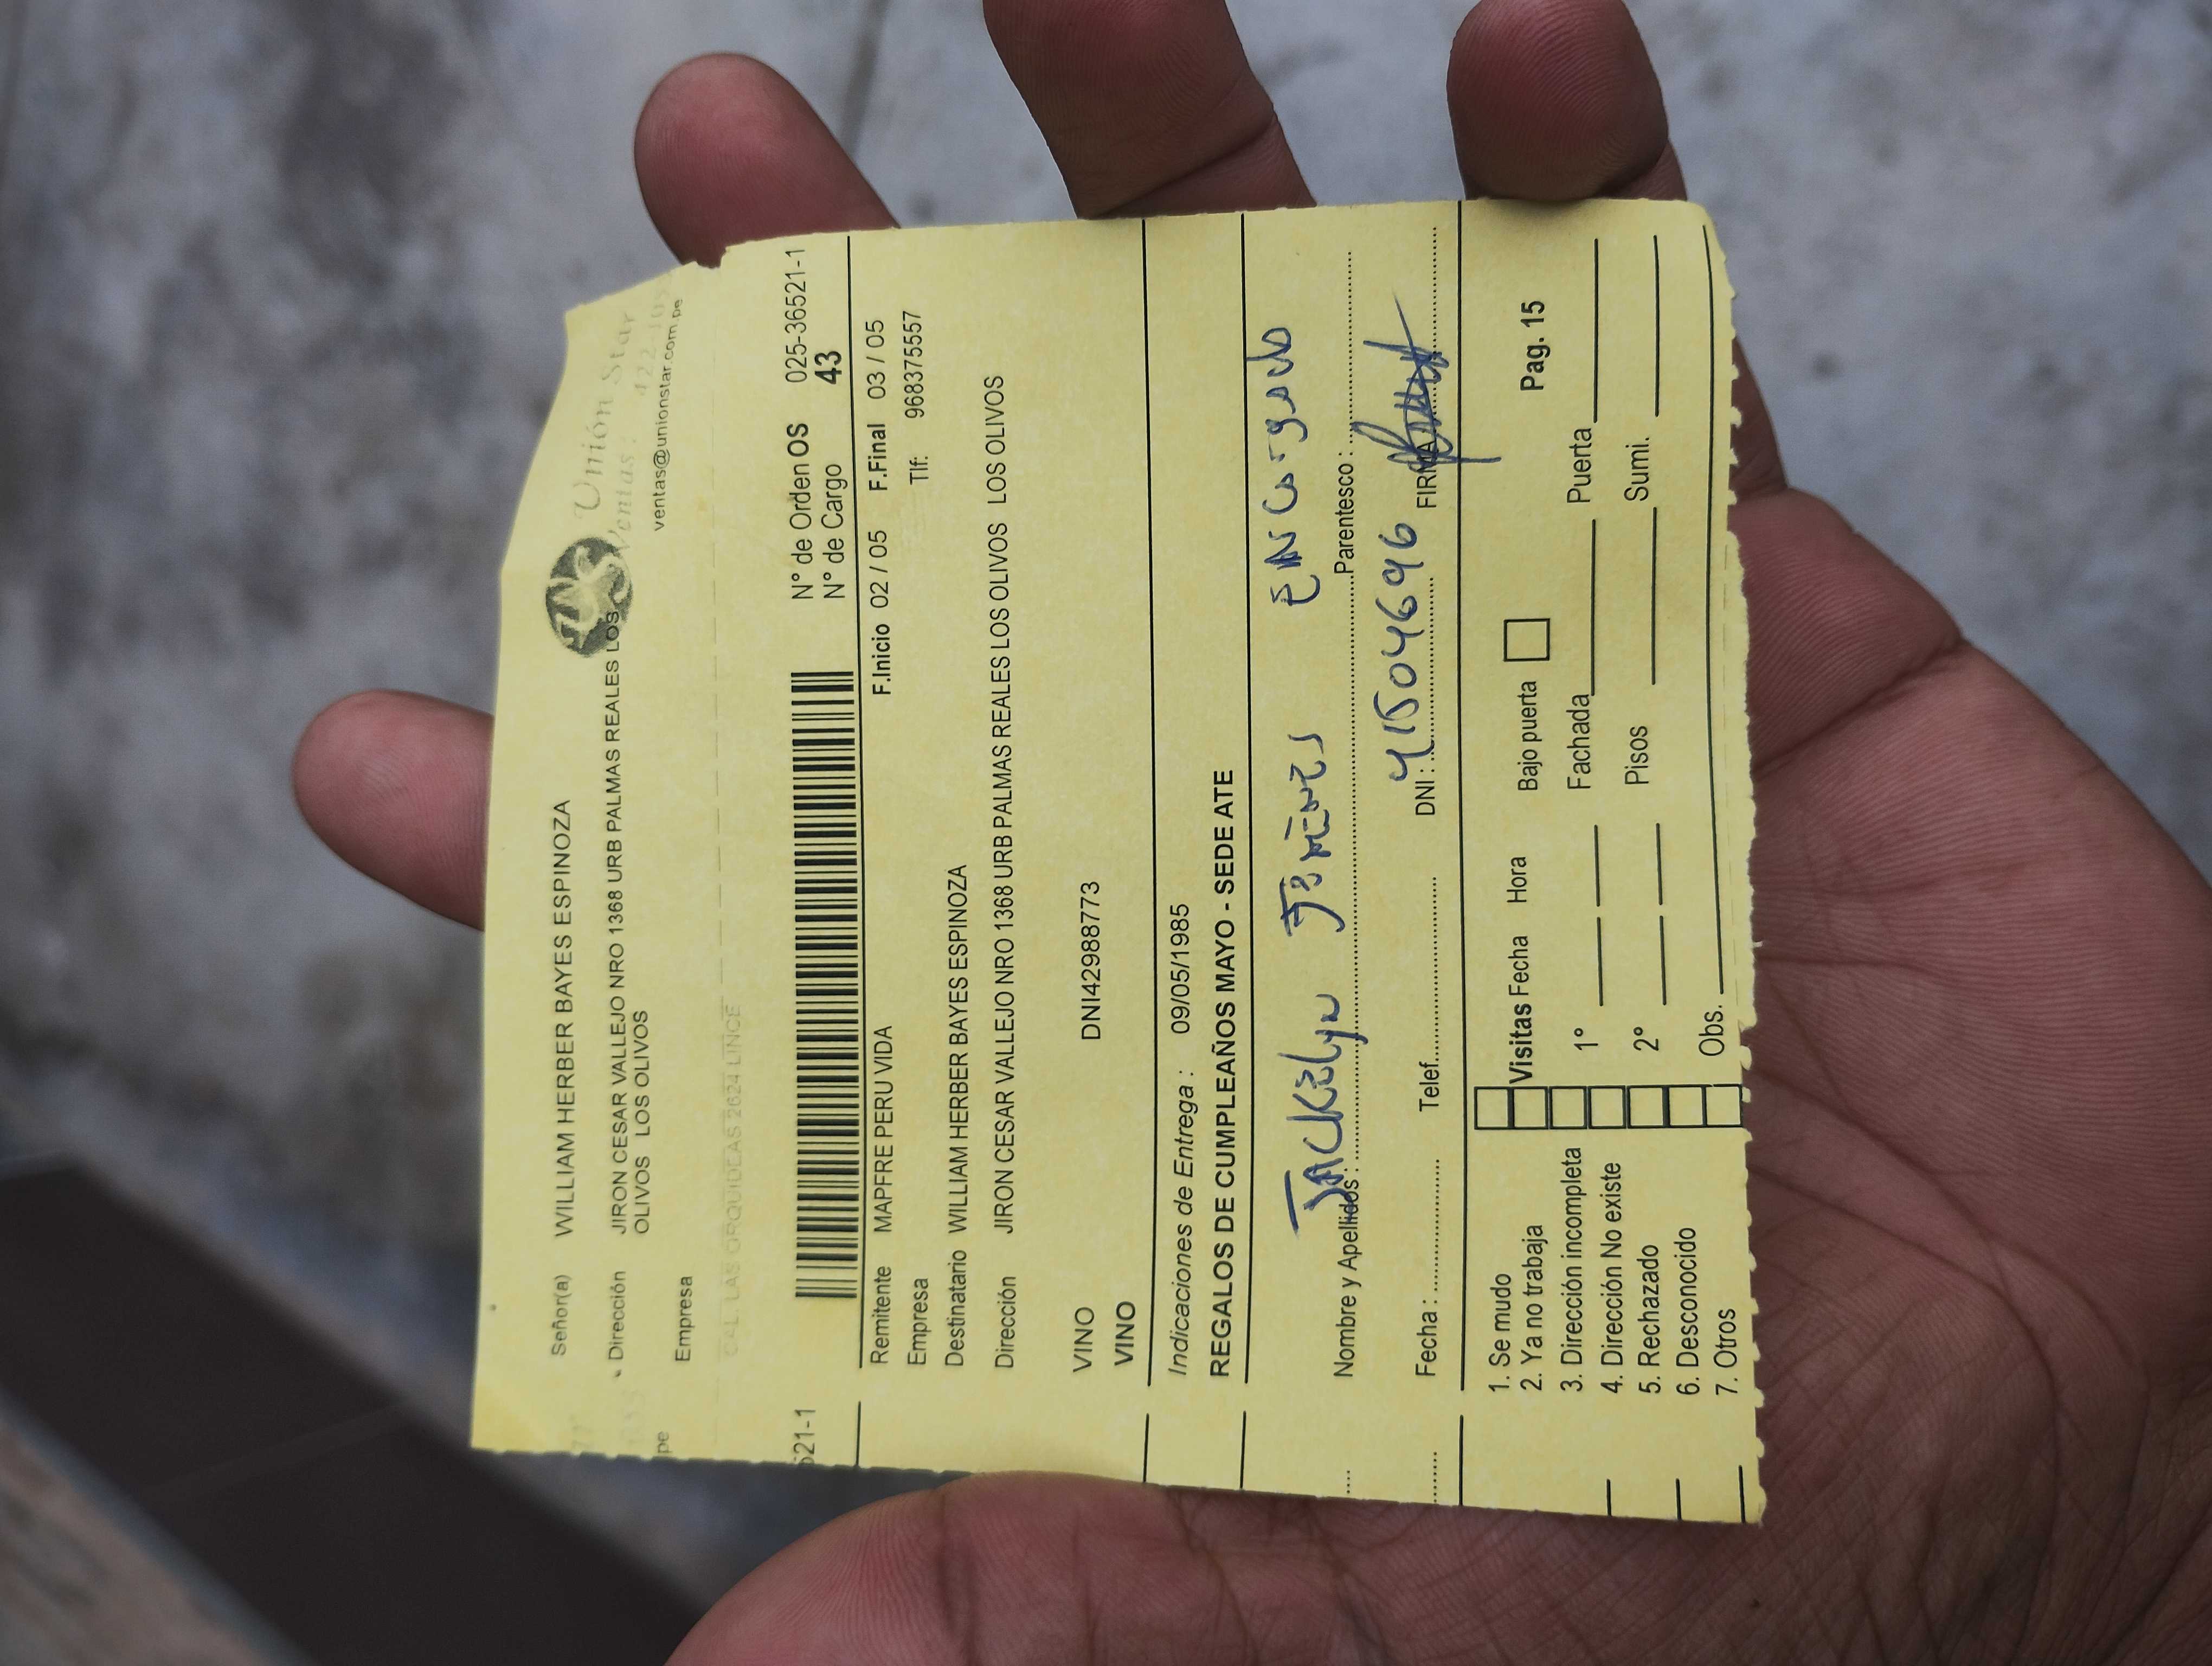 Señor(a) WILLIAM HERBER BAYES ESPINOZA
Unión Star
Dirección JIRON CESAR VALLEJO NRO 1368 URB PALMAS REALES LOS
Ventas:
OLIVOS LOS OLIVOS
ventas@unionstar.com.pe
Empresa
CAL. LAS ORQUIDEAS 2624 LINCE
pe
N° de Orden OS 025-36521-1
N° de Cargo 43
621-1
Remitente MAPFRE PERU VIDA F.Inicio 02 / 05 F.Final 03 / 05
Empresa Tlf: 968375557
Destinatario WILLIAM HERBER BAYES ESPINOZA
Dirección JIRON CESAR VALLEJO NRO 1368 URB PALMAS REALES LOS OLIVOS LOS OLIVOS
VINO DNI42988773
VINO
Indicaciones de Entrega : 09/05/1985
REGALOS DE CUMPLEAÑOS MAYO - SEDE ATE
JACKElyn ENCargado
Nombre y Apellidos : Parentesco :
41504696
Fecha : Telef. DNI : FIRMA
1. Se mudo
2. Ya no trabaja Visitas Fecha Hora Bajo puerta Pag. 15
3. Dirección incompleta 1° Fachada Puerta
4. Dirección No existe
5. Rechazado 2° Pisos Sumi.
6. Desconocido
7. Otros Obs.